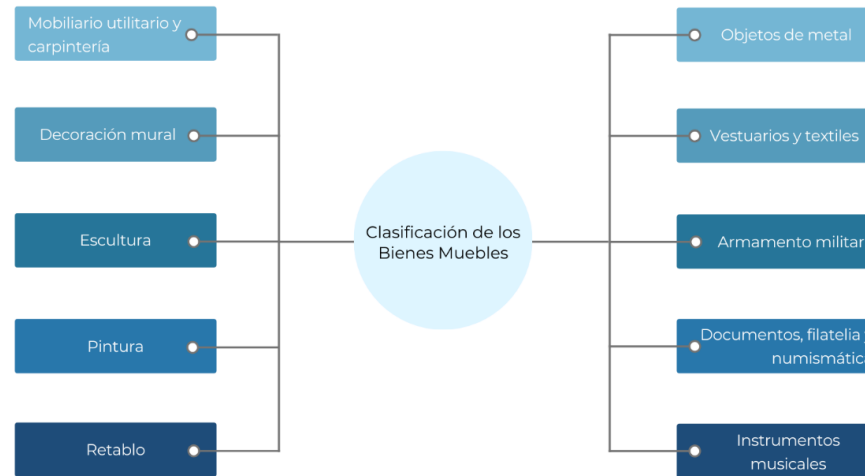 Mobiliario utilitario y
carpintería
Decoración mural
Escultura
Pintura
Retablo
Clasificación de los
Bienes Muebles
Objetos de metal
Vestuarios y textiles
Armamento militar
Documentos, filatelia y
numismática
Instrumentos
musicales